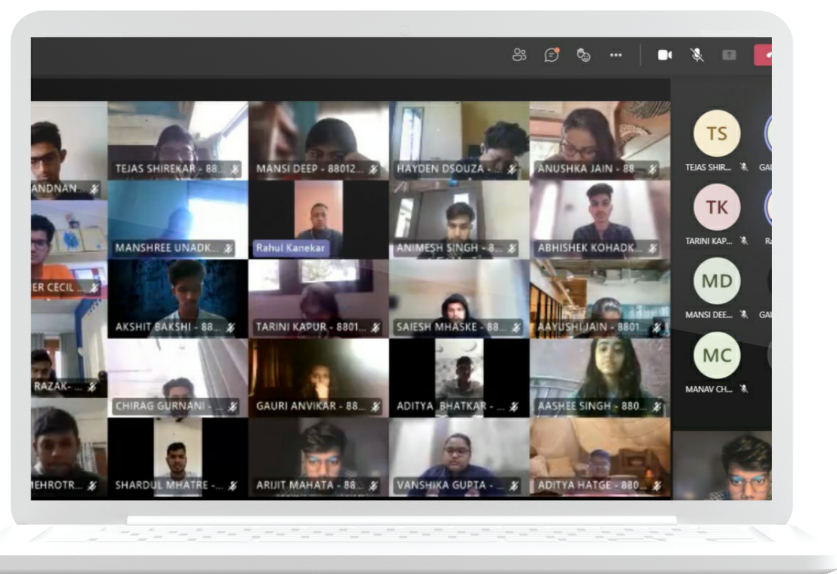 ANDNAN
TEJAS SHIREKAR - 88...
MANSI DEEP - 88012...
HAYDEN DSOUZA - ...
ANUSHKA JAIN - 88...
MANSHREE UNADK...
Rahul Kanekar
ANIMESH SINGH - 8...
ABHISHEK KOHADK...
ER CECIL ...
AKSHIT BAKSHI - 88...
TARINI KAPUR - 8801...
SAIESH MHASKE - 88...
AAYUSHI JAIN - 8801...
RAZAK- ...
CHIRAG GURNANI - ...
GAURI ANVIKAR - 88...
ADITYA BHATKAR - ...
AASHEE SINGH - 880...
MEHROTR...
SHARDUL MHATRE -...
ARIJIT MAHATA - 88...
VANSHIKA GUPTA - ...
ADITYA HATGE - 880...
TS
TEJAS SHIR...
GAU
TK
TARINI KAP...
Ra
MD
MANSI DEE...
GAU
MC
MANAV CH...